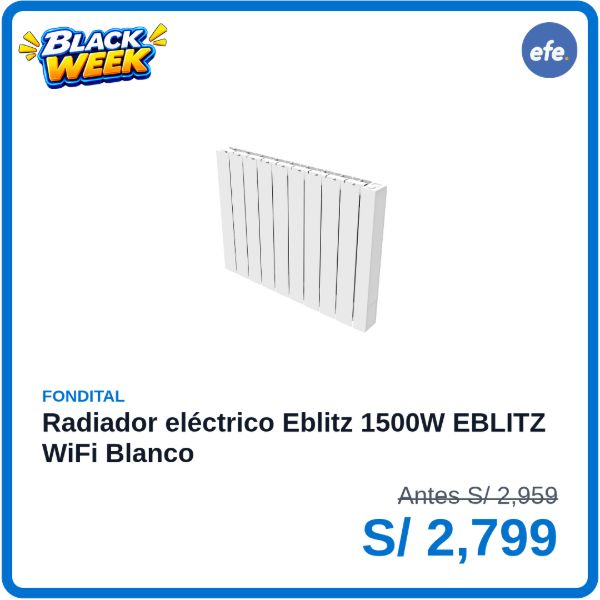 BLACK
WEEK
efe.
FONDITAL
Radiador eléctrico Eblitz 1500W EBLITZ
WiFi Blanco
Antes S/ 2,959
S/ 2,799